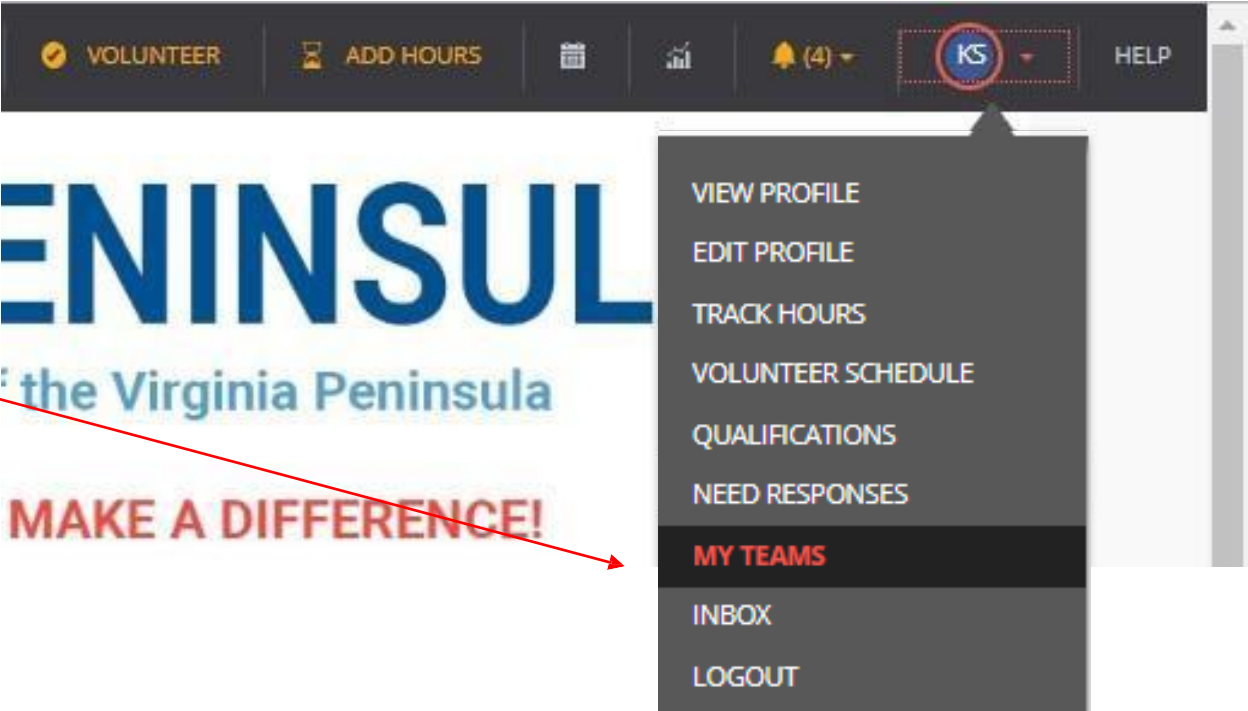 VOLUNTEER ADD HOURS (4) KS HELP
ENINSUL
the Virginia Peninsula
MAKE A DIFFERENCE!
VIEW PROFILE
EDIT PROFILE
TRACK HOURS
VOLUNTEER SCHEDULE
QUALIFICATIONS
NEED RESPONSES
MY TEAMS
INBOX
LOGOUT